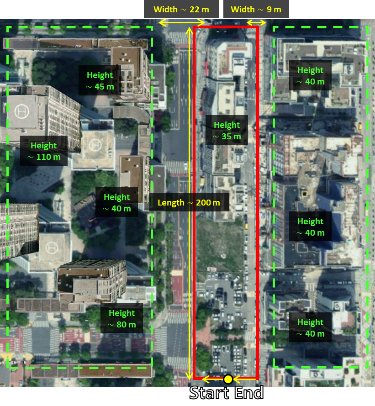 Width ~ 22 m
Width ~ 9 m
Height
~ 45 m
Height
~ 40 m
Height
~ 110 m
Height
~ 35 m
Height
~ 40 m
Length ~ 200 m
Height
~ 40 m
Height
~ 80 m
Height
~ 40 m
Start End